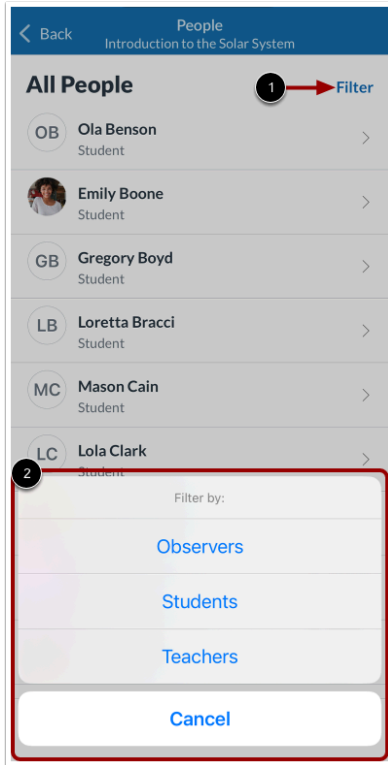 Back
People
Introduction to the Solar System
All People
1
Filter
OB
Ola Benson
Student
Emily Boone
Student
GB
Gregory Boyd
Student
LB
Loretta Bracci
Student
MC
Mason Cain
Student
LC
Lola Clark
Student
2
Filter by:
Observers
Students
Teachers
Cancel